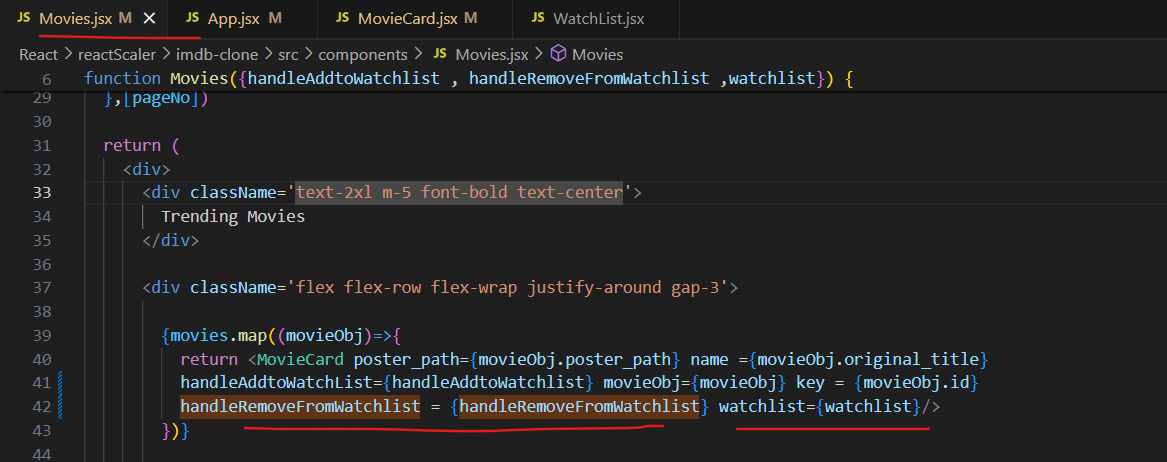 JS Movies.jsx M × JS App.jsx M JS MovieCard.jsx M JS WatchList.jsx
React > reactScaler > imdb-clone > src > components > JS Movies.jsx > Movies
6 function Movies({handleAddtoWatchlist , handleRemoveFromWatchlist ,watchlist}) {
29 },[pageNo])
30
31 return (
32 <div>
33 <div className='text-2xl m-5 font-bold text-center'>
34 Trending Movies
35 </div>
36
37 <div className='flex flex-row flex-wrap justify-around gap-3'>
38
39 {movies.map((movieObj)=>{
40 return <MovieCard poster_path={movieObj.poster_path} name ={movieObj.original_title}
41 handleAddtoWatchList={handleAddtoWatchlist} movieObj={movieObj} key = {movieObj.id}
42 handleRemoveFromWatchlist = {handleRemoveFromWatchlist} watchlist={watchlist}/>
43 })}
44